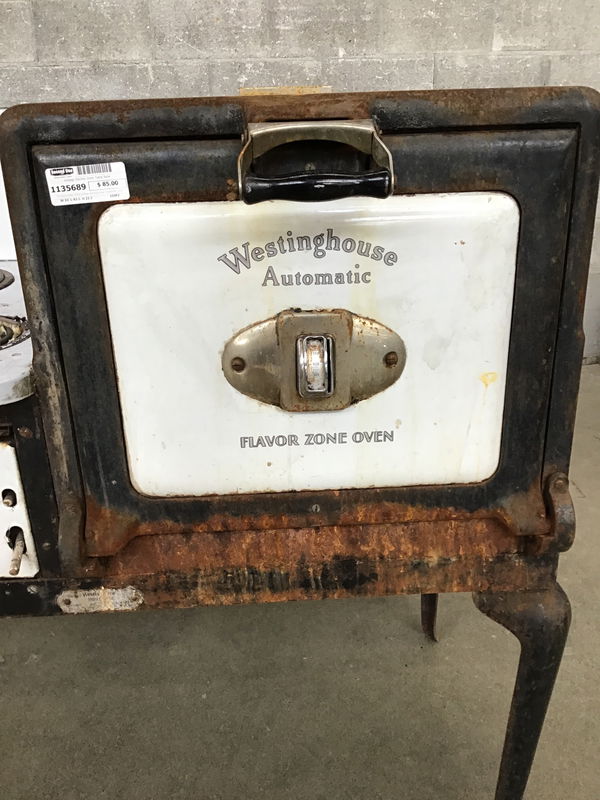 1135689 $ 85.00
Westinghouse
Automatic
FLAVOR ZONE OVEN